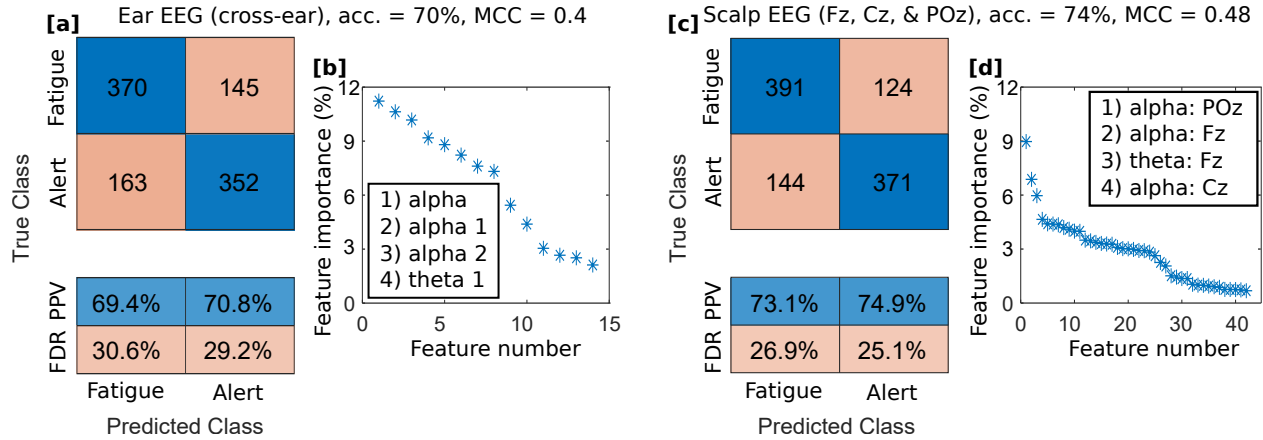 Ear EEG (cross-ear), acc. = 70%, MCC = 0.4
[a]
True Class
Fatigue
Alert
370
145
163
352
PPV
FDR
69.4%
70.8%
30.6%
29.2%
Fatigue
Alert
Predicted Class
[b]
Feature importance (%)
12
9
6
3
0
1) alpha
2) alpha 1
3) alpha 2
4) theta 1
0
5
10
15
Feature number
Scalp EEG (Fz, Cz, & POz), acc. = 74%, MCC = 0.48
[c]
True Class
Fatigue
Alert
391
124
144
371
PPV
FDR
73.1%
74.9%
26.9%
25.1%
Fatigue
Alert
Predicted Class
[d]
Feature importance (%)
12
9
6
3
0
1) alpha: POz
2) alpha: Fz
3) theta: Fz
4) alpha: Cz
0
10
20
30
40
Feature number